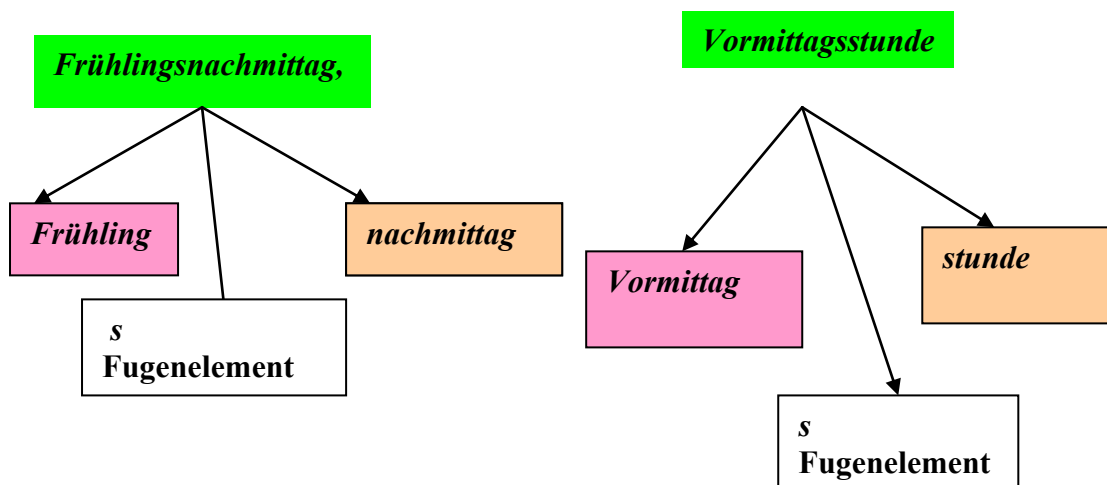 Frühlingsnachmittag,
Frühling
nachmittag
s
Fugenelement
Vormittagsstunde
Vormittag
stunde
s
Fugenelement